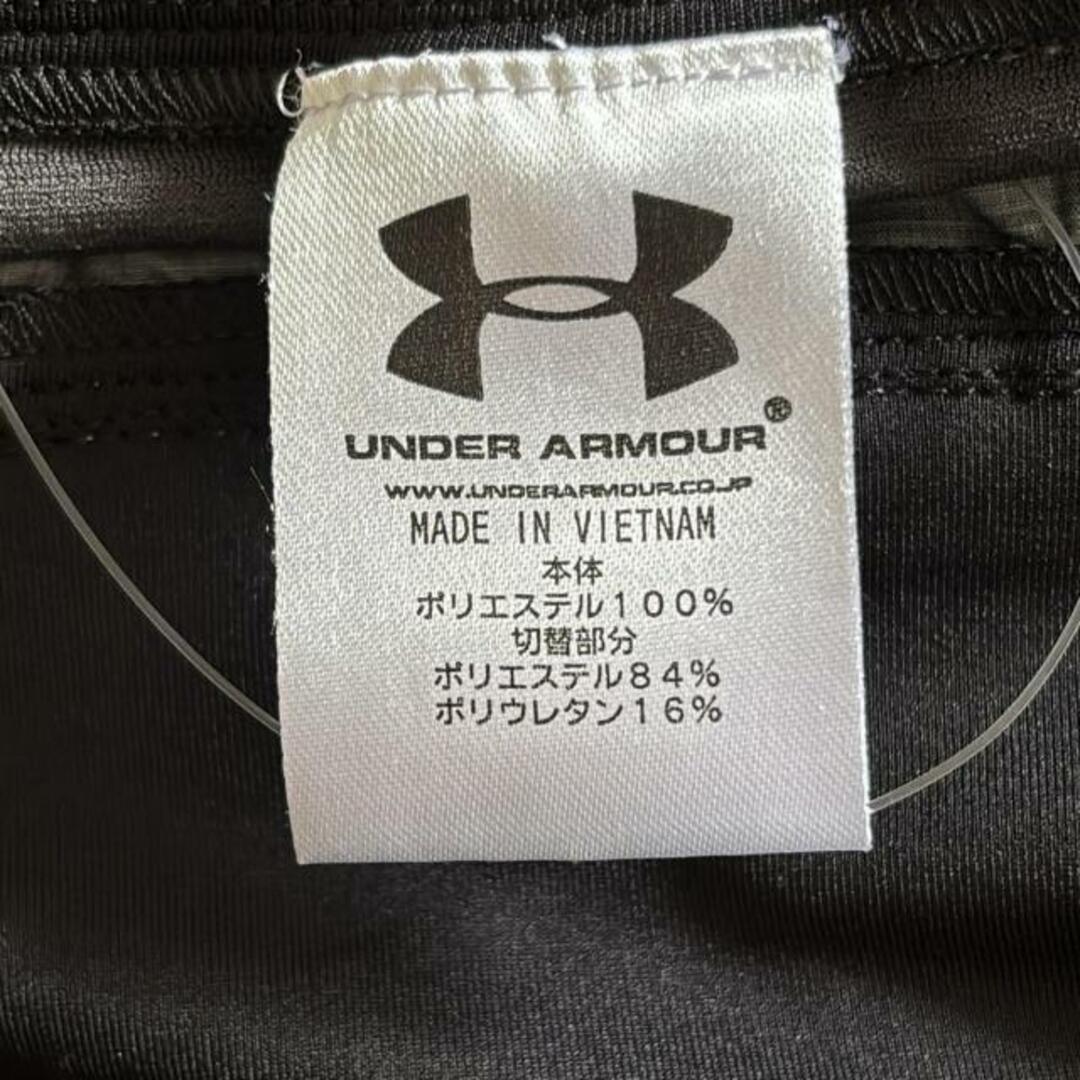 UNDER ARMOUR®
WWW.UNDERARMOUR.CO.JP
MADE IN VIETNAM
本体
ポリエステル100%
切替部分
ポリエステル84%
ポリウレタン16%